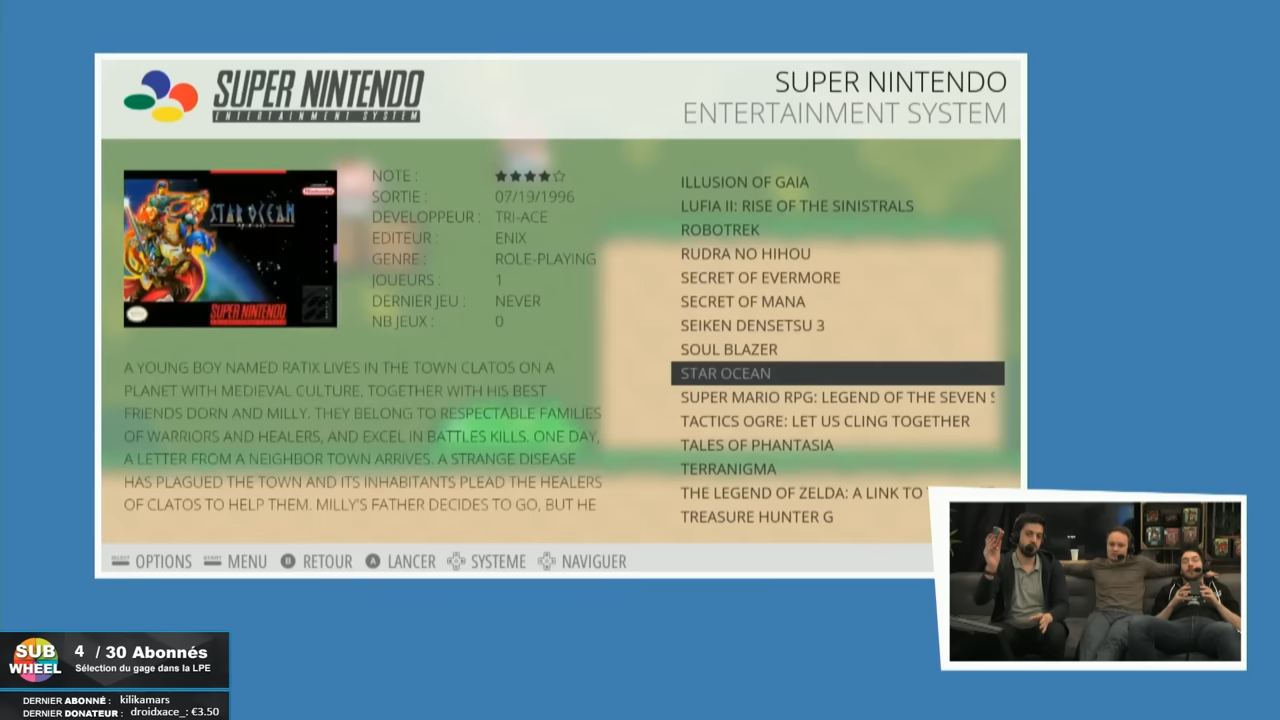 SUPER NINTENDO
ENTERTAINMENT SYSTEM
SUPER NINTENDO
ENTERTAINMENT SYSTEM
STAR OCEAN
Nintendo
SUPER NINTENDO
NOTE :
SORTIE : 07/19/1996
DEVELOPPEUR : TRI-ACE
EDITEUR : ENIX
GENRE : ROLE-PLAYING
JOUEURS : 1
DERNIER JEU : NEVER
NB JEUX : 0
A YOUNG BOY NAMED RATIX LIVES IN THE TOWN CLATOS ON A
PLANET WITH MEDIEVAL CULTURE, TOGETHER WITH HIS BEST
FRIENDS DORN AND MILLY. THEY BELONG TO RESPECTABLE FAMILIES
OF WARRIORS AND HEALERS, AND EXCEL IN BATTLES KILLS. ONE DAY,
A LETTER FROM A NEIGHBOR TOWN ARRIVES. A STRANGE DISEASE
HAS PLAGUED THE TOWN AND ITS INHABITANTS PLEAD THE HEALERS
OF CLATOS TO HELP THEM. MILLY'S FATHER DECIDES TO GO, BUT HE
ILLUSION OF GAIA
LUFIA II: RISE OF THE SINISTRALS
ROBOTREK
RUDRA NO HIHOU
SECRET OF EVERMORE
SECRET OF MANA
SEIKEN DENSETSU 3
SOUL BLAZER
STAR OCEAN
SUPER MARIO RPG: LEGEND OF THE SEVEN S
TACTICS OGRE: LET US CLING TOGETHER
TALES OF PHANTASIA
TERRANIGMA
THE LEGEND OF ZELDA: A LINK TO
TREASURE HUNTER G
SELECT OPTIONS START MENU B RETOUR A LANCER SYSTEME NAVIGUER
SUB WHEEL
4 / 30 Abonnés
Sélection du gage dans la LPE
DERNIER ABONNÉ : kilikamars
DERNIER DONATEUR : droidxace_: €3.50